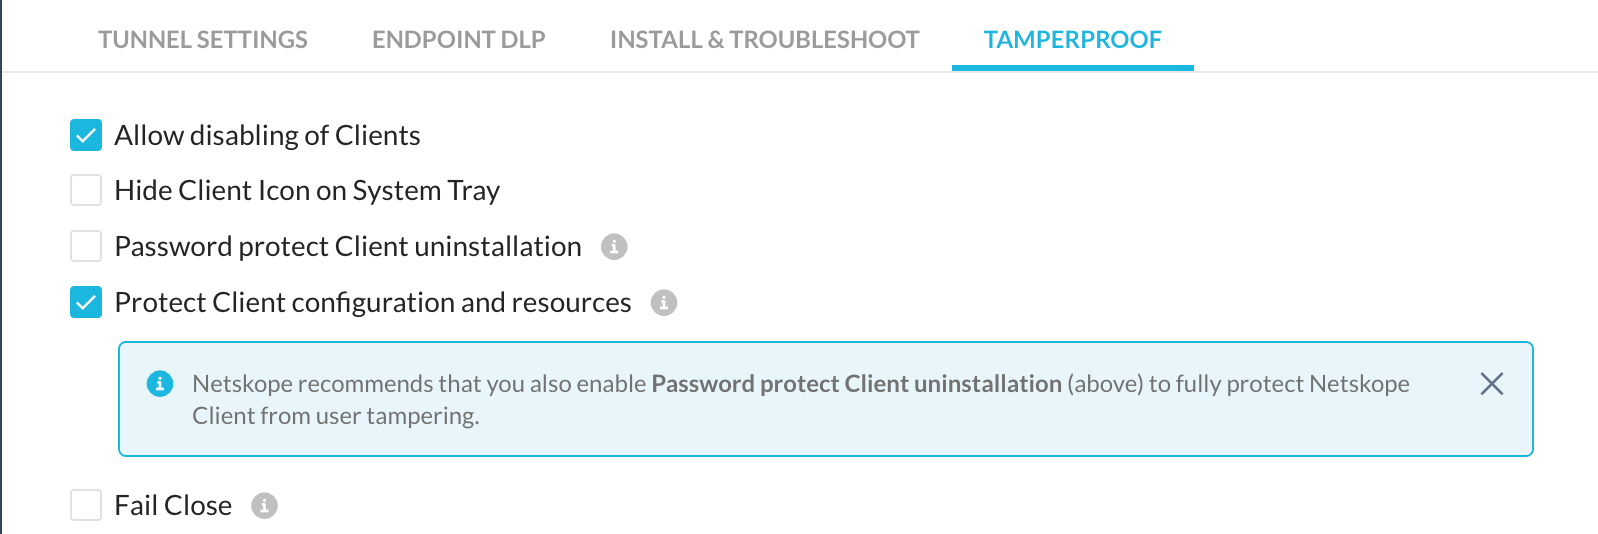 TUNNEL SETTINGS ENDPOINT DLP INSTALL & TROUBLESHOOT TAMPERPROOF
Allow disabling of Clients
Hide Client Icon on System Tray
Password protect Client uninstallation
Protect Client configuration and resources
Netskope recommends that you also enable Password protect Client uninstallation (above) to fully protect Netskope
Client from user tampering.
Fail Close